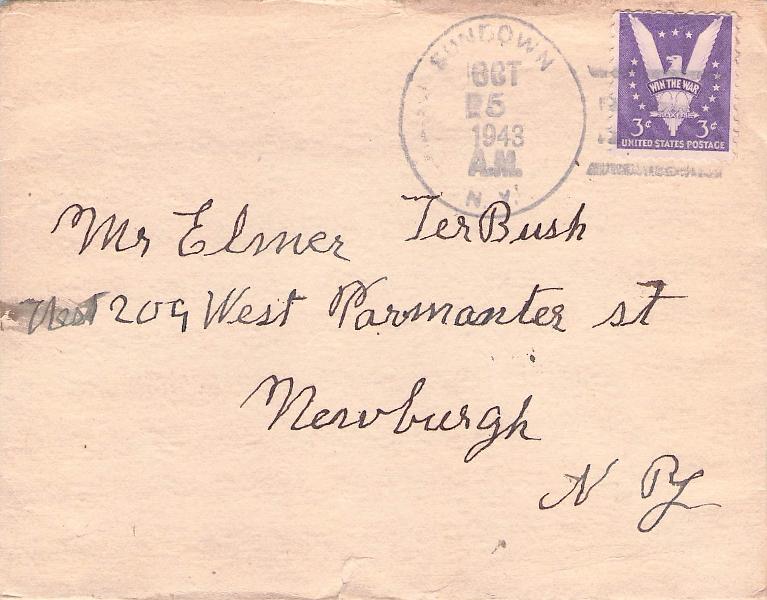 SUNDOWN
OCT
25
1943
A.M.
N.Y.
WIN THE WAR
3¢ 3¢
UNITED STATES POSTAGE
Mr Elmer TerBush
West 209 West Parmanter st
Newburgh
N Y